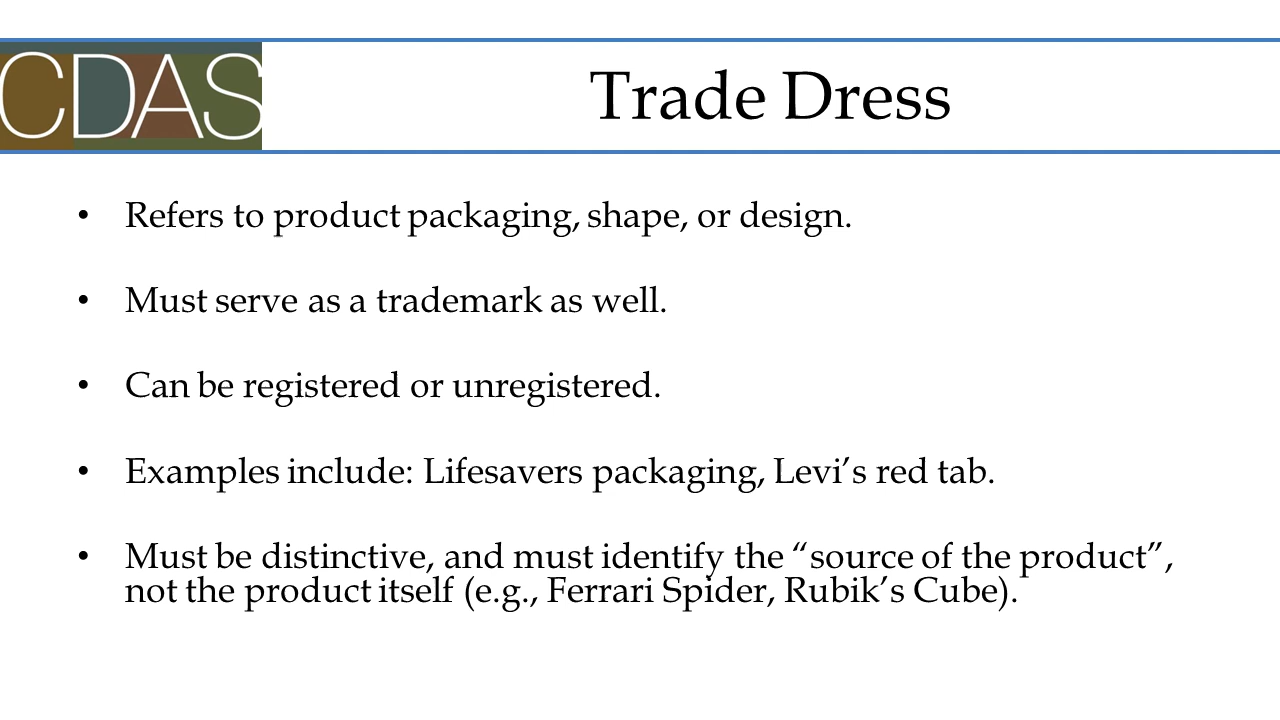 CDAS
Trade Dress
• Refers to product packaging, shape, or design.
• Must serve as a trademark as well.
• Can be registered or unregistered.
• Examples include: Lifesavers packaging, Levi’s red tab.
• Must be distinctive, and must identify the “source of the product”,
not the product itself (e.g., Ferrari Spider, Rubik’s Cube).